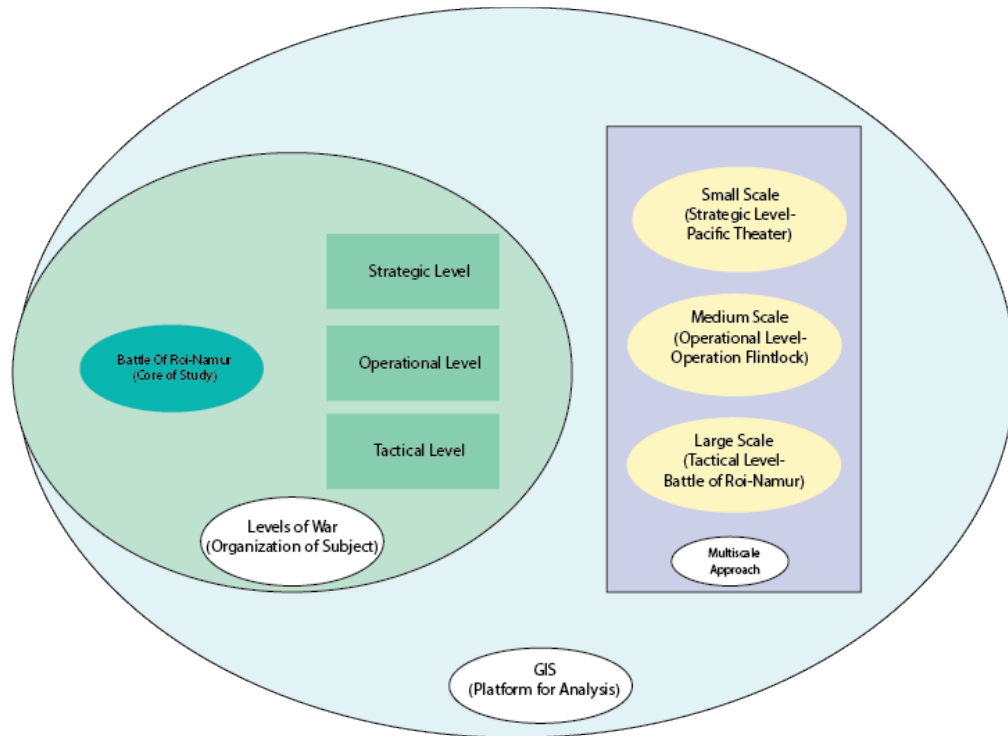 Battle Of Roi-Namur
(Core of Study)
Strategic Level
Operational Level
Tactical Level
Levels of War
(Organization of Subject)
Small Scale
(Strategic Level-
Pacific Theater)
Medium Scale
(Operational Level-
Operation Flintlock)
Large Scale
(Tactical Level-
Battle of Roi-Namur)
Multiscale
Approach
GIS
(Platform for Analysis)